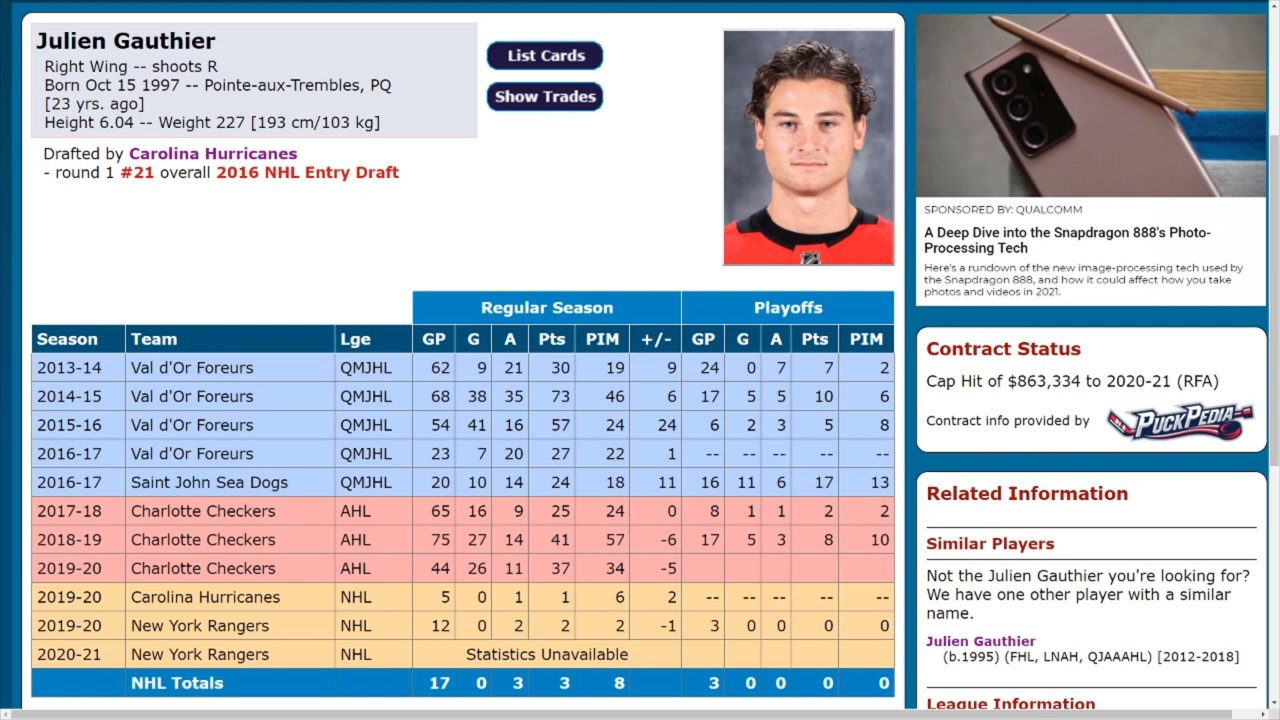 Julien Gauthier
Right Wing -- shoots R
Born Oct 15 1997 -- Pointe-aux-Trembles, PQ
[23 yrs. ago]
Height 6.04 -- Weight 227 [193 cm/103 kg]
Drafted by Carolina Hurricanes
- round 1 #21 overall 2016 NHL Entry Draft
List Cards
Show Trades
Regular Season Playoffs
Season Team Lge GP G A Pts PIM +/- GP G A Pts PIM
2013-14 Val d'Or Foreurs QMJHL 62 9 21 30 19 9 24 0 7 7 2
2014-15 Val d'Or Foreurs QMJHL 68 38 35 73 46 6 17 5 5 10 6
2015-16 Val d'Or Foreurs QMJHL 54 41 16 57 24 24 6 2 3 5 8
2016-17 Val d'Or Foreurs QMJHL 23 7 20 27 22 1 -- -- -- -- --
2016-17 Saint John Sea Dogs QMJHL 20 10 14 24 18 11 16 11 6 17 13
2017-18 Charlotte Checkers AHL 65 16 9 25 24 0 8 1 1 2 2
2018-19 Charlotte Checkers AHL 75 27 14 41 57 -6 17 5 3 8 10
2019-20 Charlotte Checkers AHL 44 26 11 37 34 -5
2019-20 Carolina Hurricanes NHL 5 0 1 1 6 2 -- -- -- -- --
2019-20 New York Rangers NHL 12 0 2 2 2 -1 3 0 0 0 0
2020-21 New York Rangers NHL Statistics Unavailable
NHL Totals 17 0 3 3 8 3 0 0 0 0
SPONSORED BY: QUALCOMM
A Deep Dive into the Snapdragon 888's Photo-
Processing Tech
Here's a rundown of the new image-processing tech used by
the Snapdragon 888, and how it could affect how you take
photos and videos in 2021.
Contract Status
Cap Hit of $863,334 to 2020-21 (RFA)
Contract info provided by PUCKPEDIA
Related Information
Similar Players
Not the Julien Gauthier you're looking for?
We have one other player with a similar
name.
Julien Gauthier
(b.1995) (FHL, LNAH, QJAAAHL) [2012-2018]
League Information